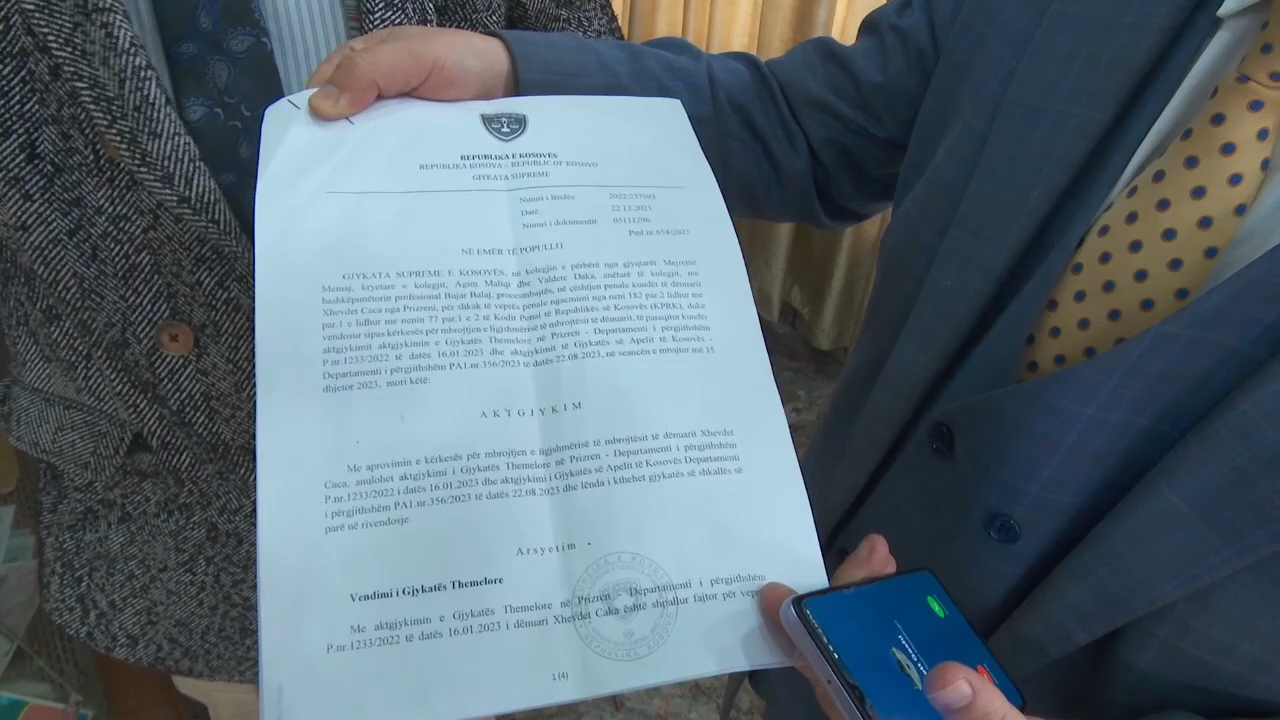 REPUBLIKA E KOSOVËS
REPUBLIKA KOSOVA – REPUBLIC OF KOSOVO
GJYKATA SUPREME
Numri i lëndës: 2022:237593
Datë: 22.12.2023
Numri i dokumentit: 05111296
Pml.nr.654/2023
NË EMËR TË POPULLIT
GJYKATA SUPREME E KOSOVËS, në kolegjin e përbërë nga gjyqtarët Mejreme
Memaj, kryetare e kolegjit, Agim Maliqi dhe Valdete Daka, anëtarë të kolegjit, me
bashkëpunëtorin profesional Bujar Balaj, procesmbajtës, në çështjen penale kundër të dënuarit
Xhevdet Caca nga Prizreni, për shkak të veprës penale ngacmimi nga neni 182 par.2 lidhur me
par.1 e lidhur me nenin 77 par.1 e 2 të Kodit Penal të Republikës së Kosovës (KPRK), duke
vendosur sipas kërkesës për mbrojtjen e ligjshmërisë të mbrojtësit të dënuarit, të paraqitur kundër
aktgjykimit aktgjykimin e Gjykatës Themelore në Prizren - Departamenti i përgjithshëm
P.nr.1233/2022 të datës 16.01.2023 dhe aktgjykimit të Gjykatës së Apelit të Kosovës -
Departamenti i përgjithshëm PA1.nr.356/2023 të datës 22.08.2023, në seancën e mbajtur më 15
dhjetor 2023, mori këtë:
AKTGJYKIM
Me aprovimin e kërkesës për mbrojtjen e ligjshmërisë të mbrojtësit të dënuarit Xhevdet
Caca, anulohet aktgjykimi i Gjykatës Themelore në Prizren - Departamenti i përgjithshëm
P.nr.1233/2022 i datës 16.01.2023 dhe aktgjykimi i Gjykatës së Apelit të Kosovës Departamenti
i përgjithshëm PA1.nr.356/2023 të datës 22.08.2023 dhe lënda i kthehet gjykatës së shkallës së
parë në rivendosje.
Arsyetim
Vendimi i Gjykatës Themelore
Me aktgjykimin e Gjykatës Themelore në Prizren - Departamenti i përgjithshëm
P.nr.1233/2022 të datës 16.01.2023 i dënuari Xhevdet Caka është shpallur fajtor për vepr
1 (4)
REPUBLIKA E KOSOV
REPUBLIKA KOSO